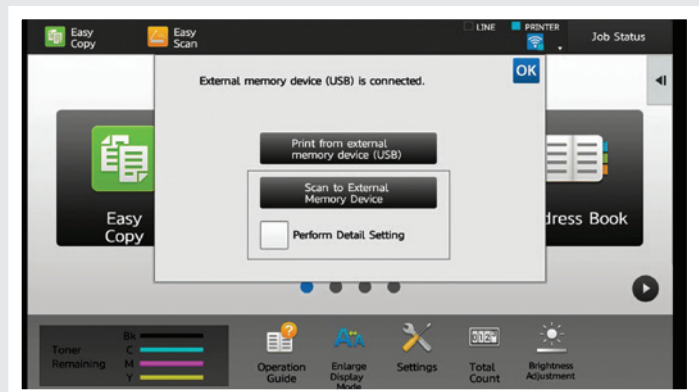 Easy
Copy
Easy
Scan
LINE
PRINTER
Job Status
External memory device (USB) is connected.
OK
Print from external
memory device (USB)
Scan to External
Memory Device
Perform Detail Setting
Easy
Copy
dress Book
Toner
Remaining
Bk
C
M
Y
Operation
Guide
Enlarge
Display
Mode
Settings
Total
Count
Brightness
Adjustment